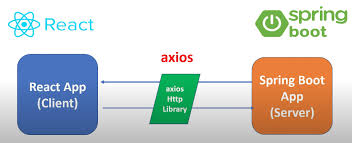 React
spring
boot
axios
React App
(Client)
axios
Http
Library
Spring Boot
App
(Server)